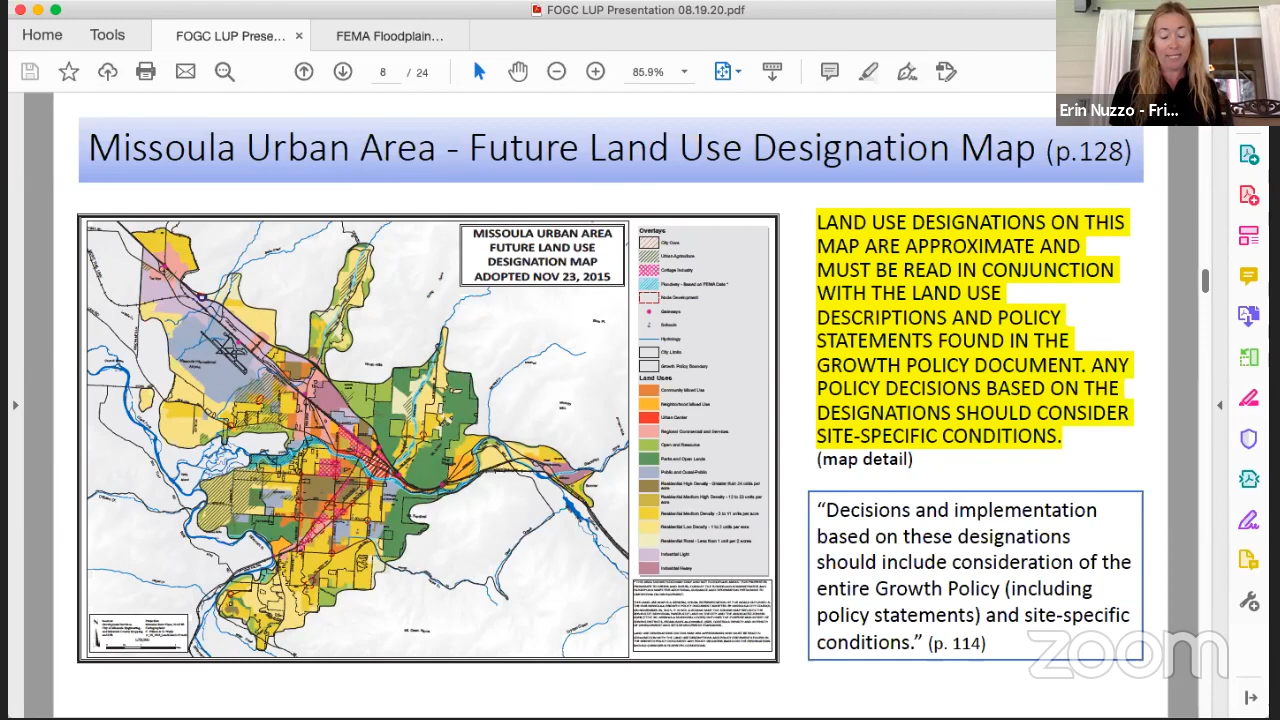 FOGC LUP Presentation 08.19.20.pdf
Home
Tools
FOGC LUP Prese...
×
FEMA Floodplain...
8 / 24
85.9%
Erin Nuzzo - Fri...
Missoula Urban Area - Future Land Use Designation Map (p.128)
MISSOULA URBAN AREA
FUTURE LAND USE
DESIGNATION MAP
ADOPTED NOV 23, 2015
Overlays
City Core
Urban Agriculture
Cottage Industry
Floodway - Based on FEMA Data *
Node Development
Gateways
Schools
Hydrology
City Limits
Growth Policy Boundary
Land Uses
Community Mixed Use
Neighborhood Mixed Use
Urban Center
Regional Commercial and Services
Open and Resource
Parks and Open Lands
Public and Quasi-Public
Residential High Density - Greater than 24 units per
acre
Residential Medium High Density - 12 to 23 units per
acre
Residential Medium Density - 3 to 11 units per acre
Residential Low Density - 1 to 2 units per acre
Residential Rural - Less than 1 unit per 2 acres
Industrial Light
Industrial Heavy
LAND USE DESIGNATIONS ON THIS
MAP ARE APPROXIMATE AND
MUST BE READ IN CONJUNCTION
WITH THE LAND USE
DESCRIPTIONS AND POLICY
STATEMENTS FOUND IN THE
GROWTH POLICY DOCUMENT. ANY
POLICY DECISIONS BASED ON THE
DESIGNATIONS SHOULD CONSIDER
SITE-SPECIFIC CONDITIONS.
(map detail)
“Decisions and implementation
based on these designations
should include consideration of the
entire Growth Policy (including
policy statements) and site-specific
conditions.” (p. 114)
zoom